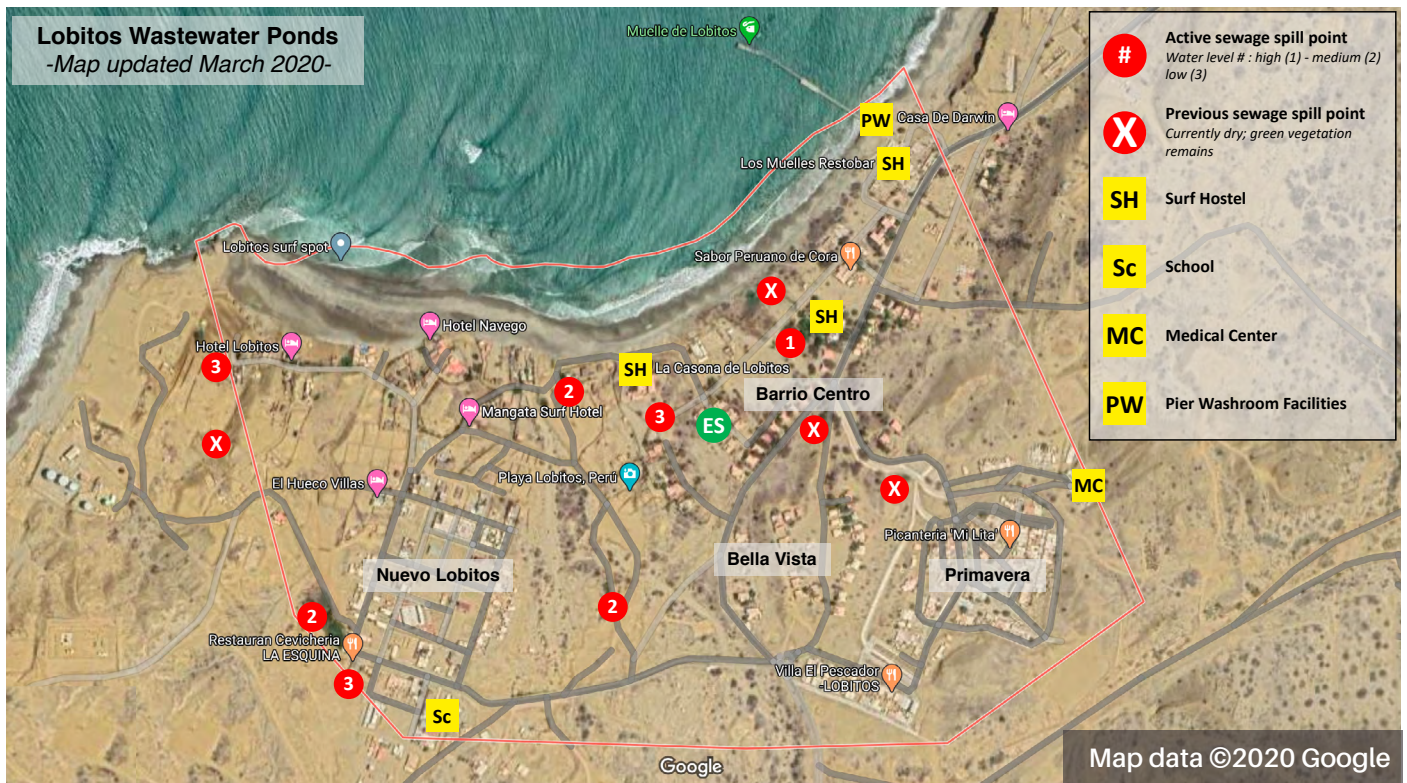 Lobitos Wastewater Ponds
-Map updated March 2020-
Muelle de Lobitos
PW
Casa De Darwin
Los Muelles Restobar
SH
Lobitos surf spot
Sabor Peruano de Cora
X
SH
1
Hotel Navego
Hotel Lobitos
3
SH
La Casona de Lobitos
2
Barrio Centro
Mangata Surf Hotel
3
ES
X
X
Playa Lobitos, Perú
El Hueco Villas
X
MC
Picanteria 'Mi Lita'
Nuevo Lobitos
Bella Vista
Primavera
2
2
Restauran Cevicheria
LA ESQUINA
3
Villa El Pescador
-LOBITOS
Sc
Google
#
Active sewage spill point
Water level # : high (1) - medium (2)
low (3)
X
Previous sewage spill point
Currently dry; green vegetation
remains
SH
Surf Hostel
Sc
School
MC
Medical Center
PW
Pier Washroom Facilities
Map data ©2020 Google